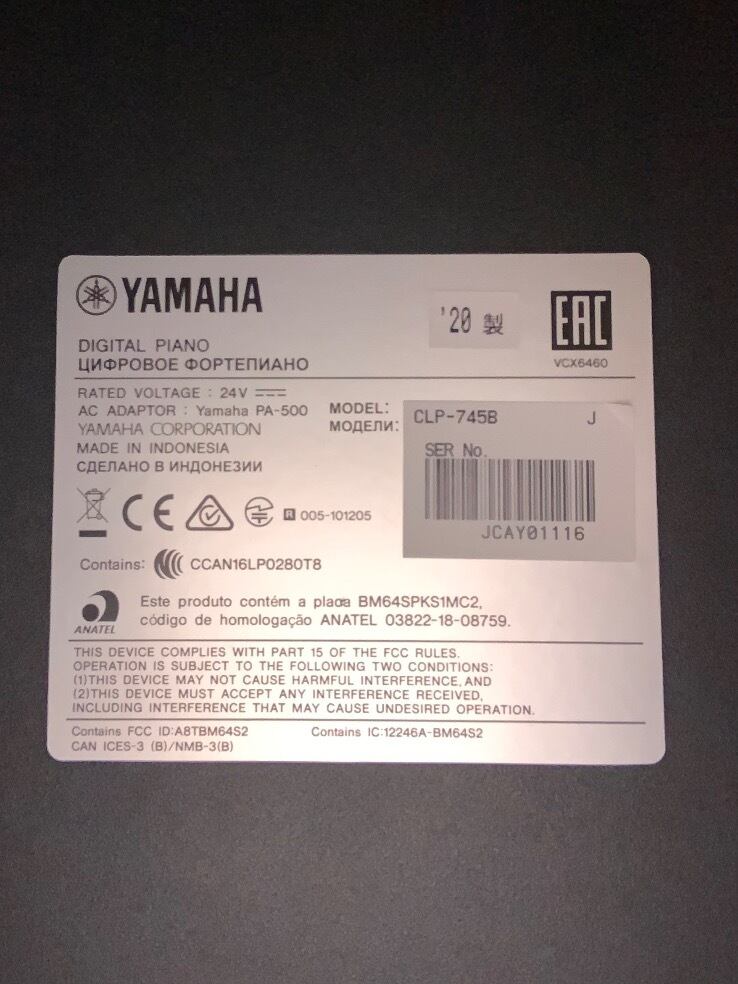 YAMAHA
'20 製
EAC
VCX6460
DIGITAL PIANO
ЦИФРОВОЕ ФОРТЕПИАНО
RATED VOLTAGE : 24V
AC ADAPTOR : Yamaha PA-500
YAMAHA CORPORATION
MADE IN INDONESIA
СДЕЛАНО В ИНДОНЕЗИИ
MODEL:
МОДЕЛИ:
CLP-745B J
SER No.
JCAY01116
CE
R 005-101205
Contains: CCAN16LP0280T8
ANATEL
Este produto contém a placa BM64SPKS1MC2,
código de homologação ANATEL 03822-18-08759.
THIS DEVICE COMPLIES WITH PART 15 OF THE FCC RULES.
OPERATION IS SUBJECT TO THE FOLLOWING TWO CONDITIONS:
(1)THIS DEVICE MAY NOT CAUSE HARMFUL INTERFERENCE, AND
(2)THIS DEVICE MUST ACCEPT ANY INTERFERENCE RECEIVED,
INCLUDING INTERFERENCE THAT MAY CAUSE UNDESIRED OPERATION.
Contains FCC ID:A8TBM64S2 Contains IC:12246A-BM64S2
CAN ICES-3 (B)/NMB-3(B)